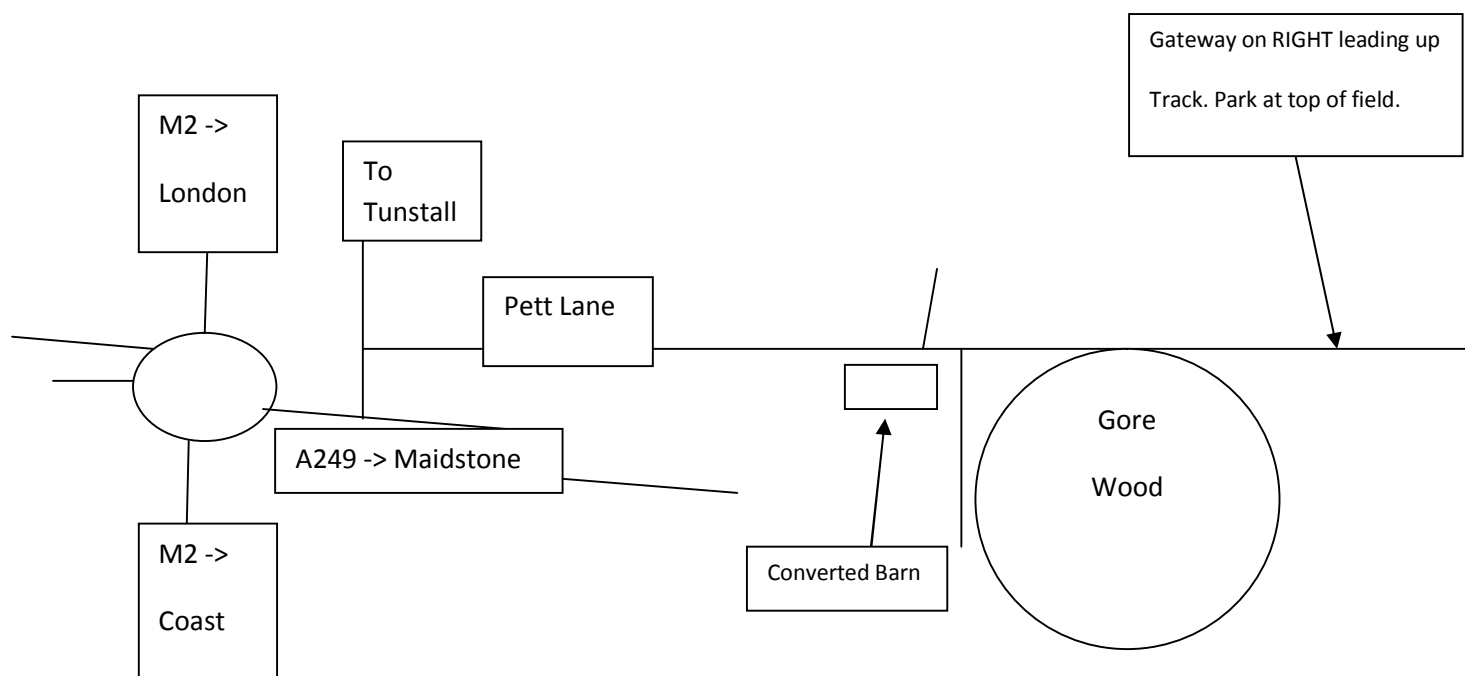 Gateway on RIGHT leading up
Track. Park at top of field.
M2 ->
London
To
Tunstall
Pett Lane
Gore
Wood
A249 -> Maidstone
M2 ->
Coast
Converted Barn